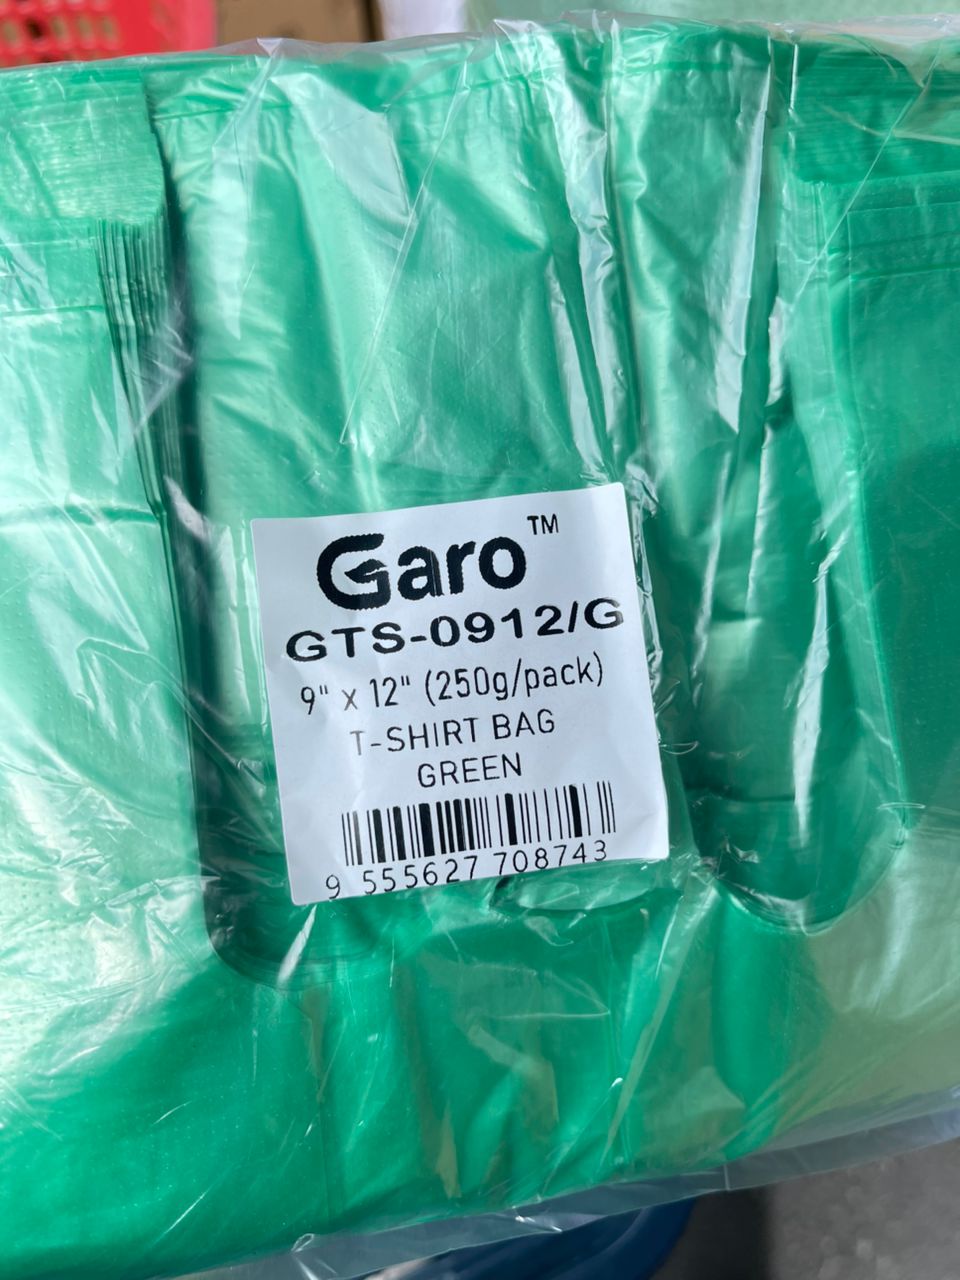 Garo™
GTS-0912/G
9" x 12" (250g/pack)
T-SHIRT BAG
GREEN
9 555627 708743